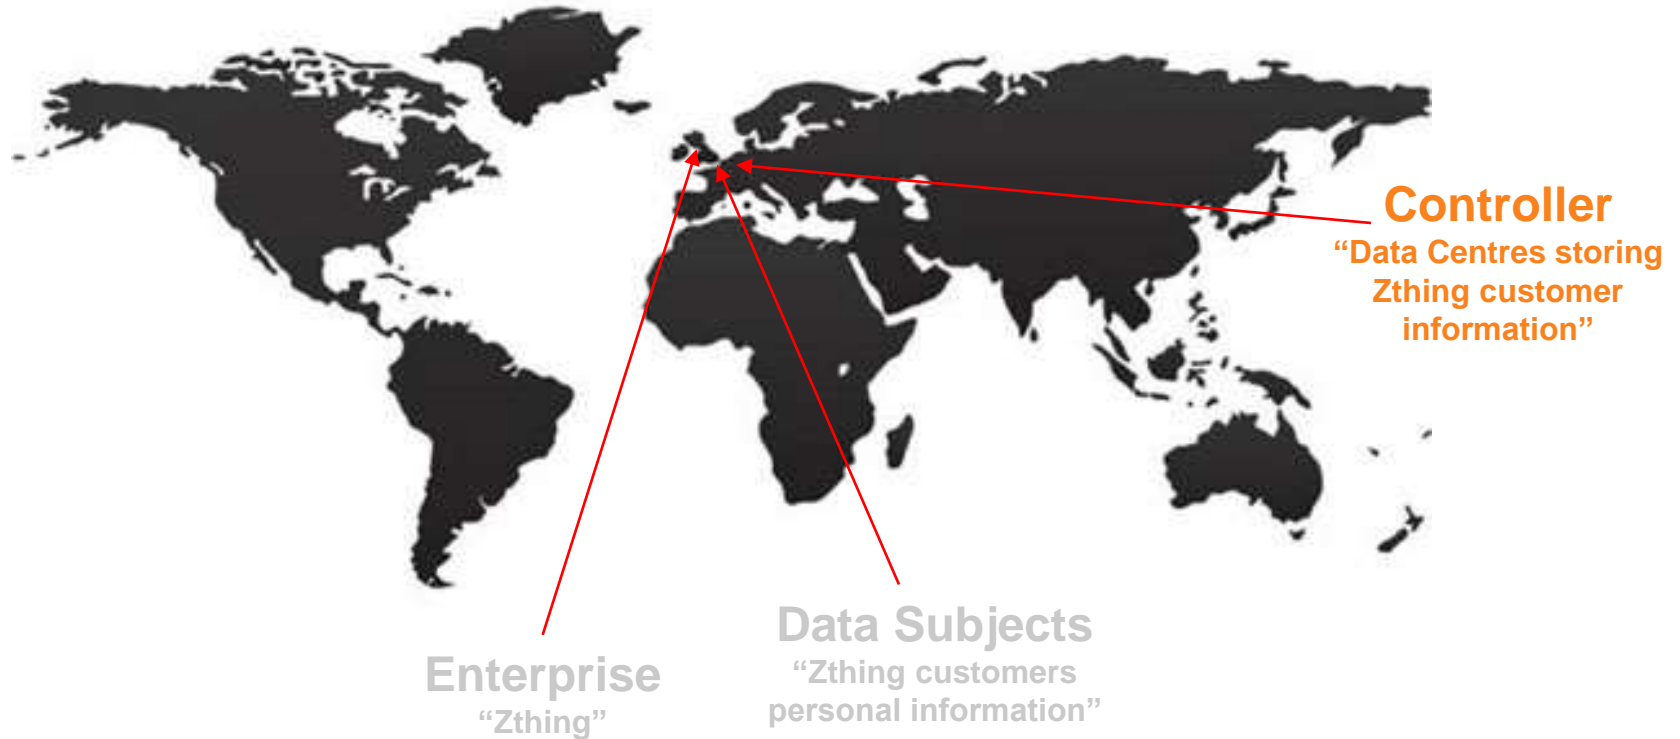 Controller
“Data Centres storing
Zthing customer
information”
Data Subjects
“Zthing customers
personal information”
Enterprise
“Zthing”